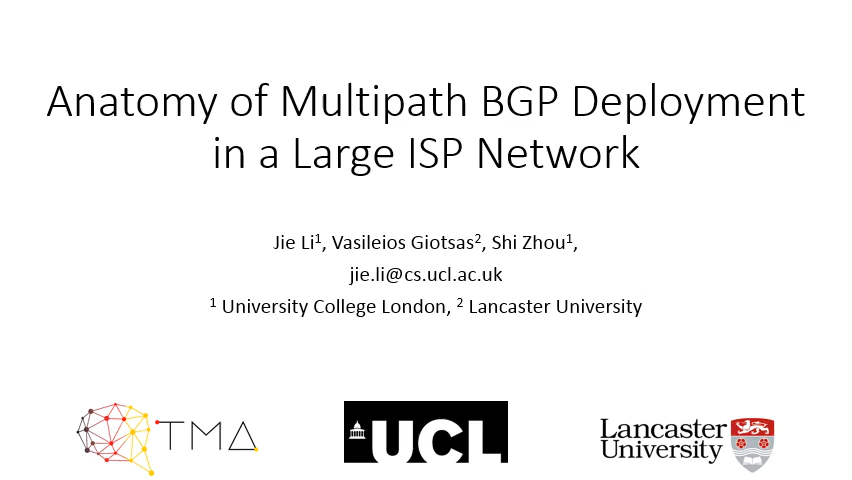 Anatomy of Multipath BGP Deployment
in a Large ISP Network
Jie Li¹, Vasileios Giotsas², Shi Zhou¹,
jie.li@cs.ucl.ac.uk
¹ University College London, ² Lancaster University
TMA
UCL
Lancaster
University